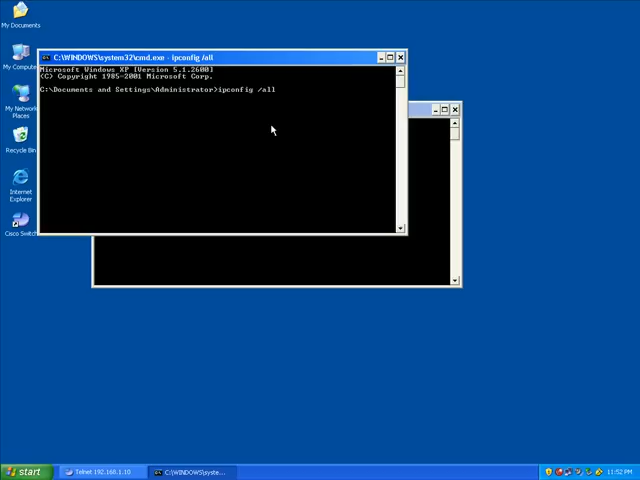 My Documents
My Compute
My Network
Places
Recycle Bin
Internet
Explorer
Cisco Switch
C:\WINDOWS\system32\cmd.exe - ipconfig /all
Microsoft Windows XP [Version 5.1.2600]
(C) Copyright 1985-2001 Microsoft Corp.
C:\Documents and Settings\Administrator>ipconfig /all
start
Telnet 192.168.1.10
C:\WINDOWS\syste...
11:52 PM